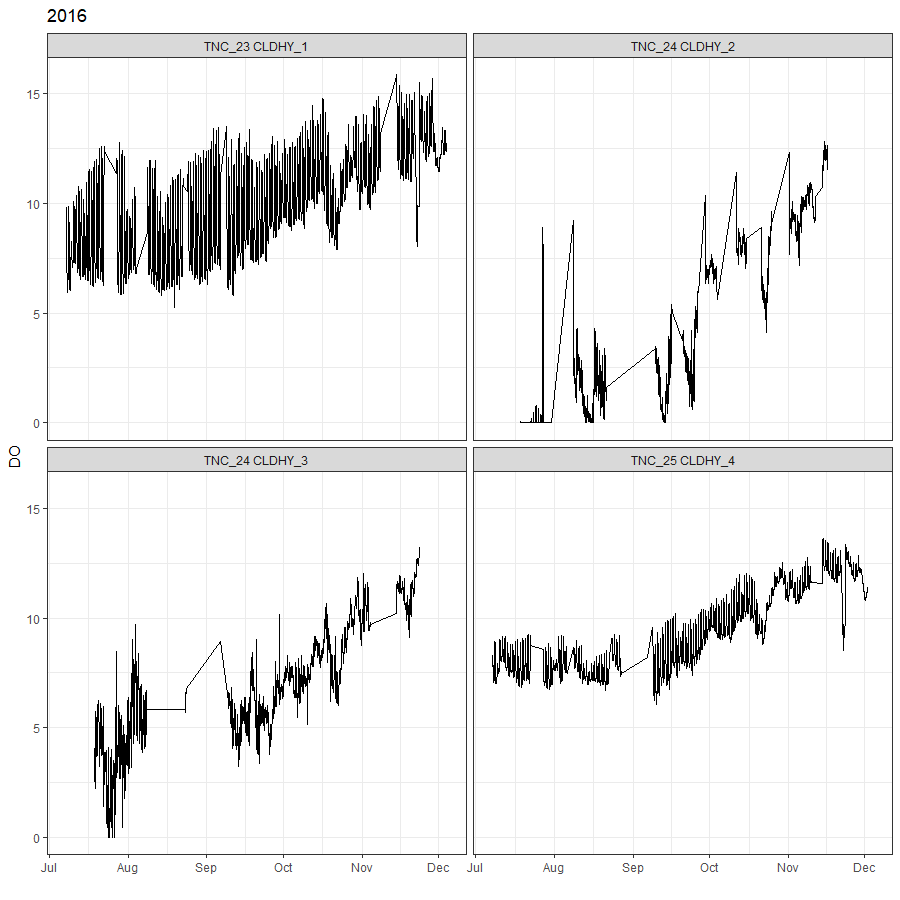 2016
TNC_23 CLDHY_1 TNC_24 CLDHY_2
15
10
5
0
DO
TNC_24 CLDHY_3 TNC_25 CLDHY_4
15
10
5
0
Jul Aug Sep Oct Nov Dec Jul Aug Sep Oct Nov Dec